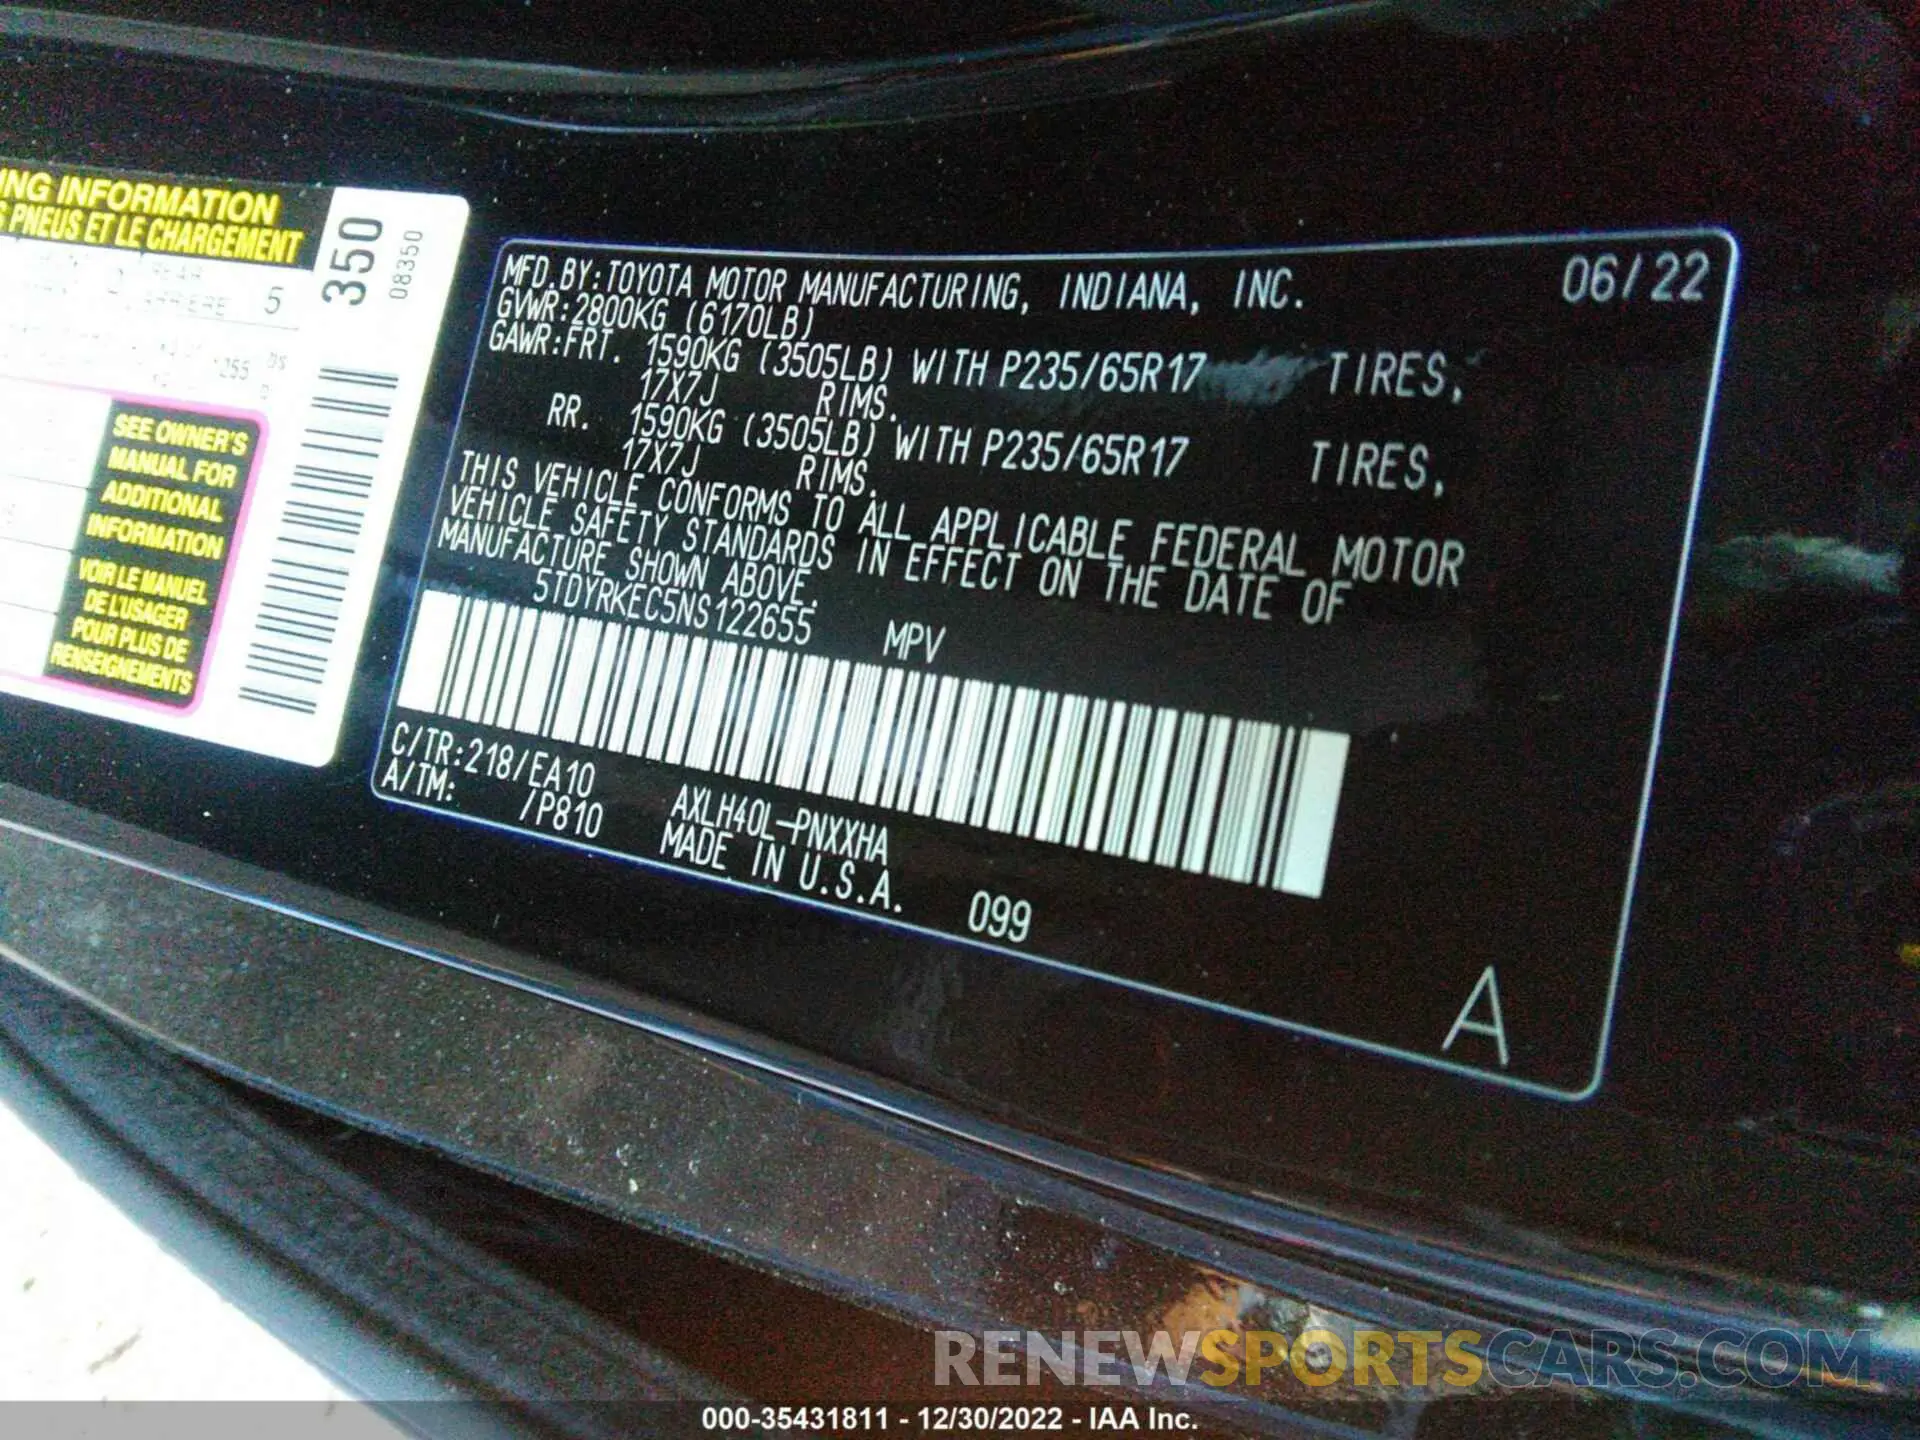 ING INFORMATION
S PNEUS ET LE CHARGEMENT
5
255
350
08350
SEE OWNER'S
MANUAL FOR
ADDITIONAL
INFORMATION
VOIR LE MANUEL
DE L'USAGER
POUR PLUS DE
RENSEIGNEMENTS
MFD.BY:TOYOTA MOTOR MANUFACTURING, INDIANA, INC. 06/22
GVWR:2800KG (6170LB)
GAWR:FRT. 1590KG (3505LB) WITH P235/65R17 TIRES,
17X7J RIMS.
RR. 1590KG (3505LB) WITH P235/65R17 TIRES,
17X7J RIMS.
THIS VEHICLE CONFORMS TO ALL APPLICABLE FEDERAL MOTOR
VEHICLE SAFETY STANDARDS IN EFFECT ON THE DATE OF
MANUFACTURE SHOWN ABOVE.
5TDYRKEC5NS122655 MPV
C/TR:218/EA10 AXLH40L-PNXXHA
A/TM: /P810 MADE IN U.S.A. 099
A
RENEWSPORTSCARS.COM
000-35431811 - 12/30/2022 - IAA Inc.